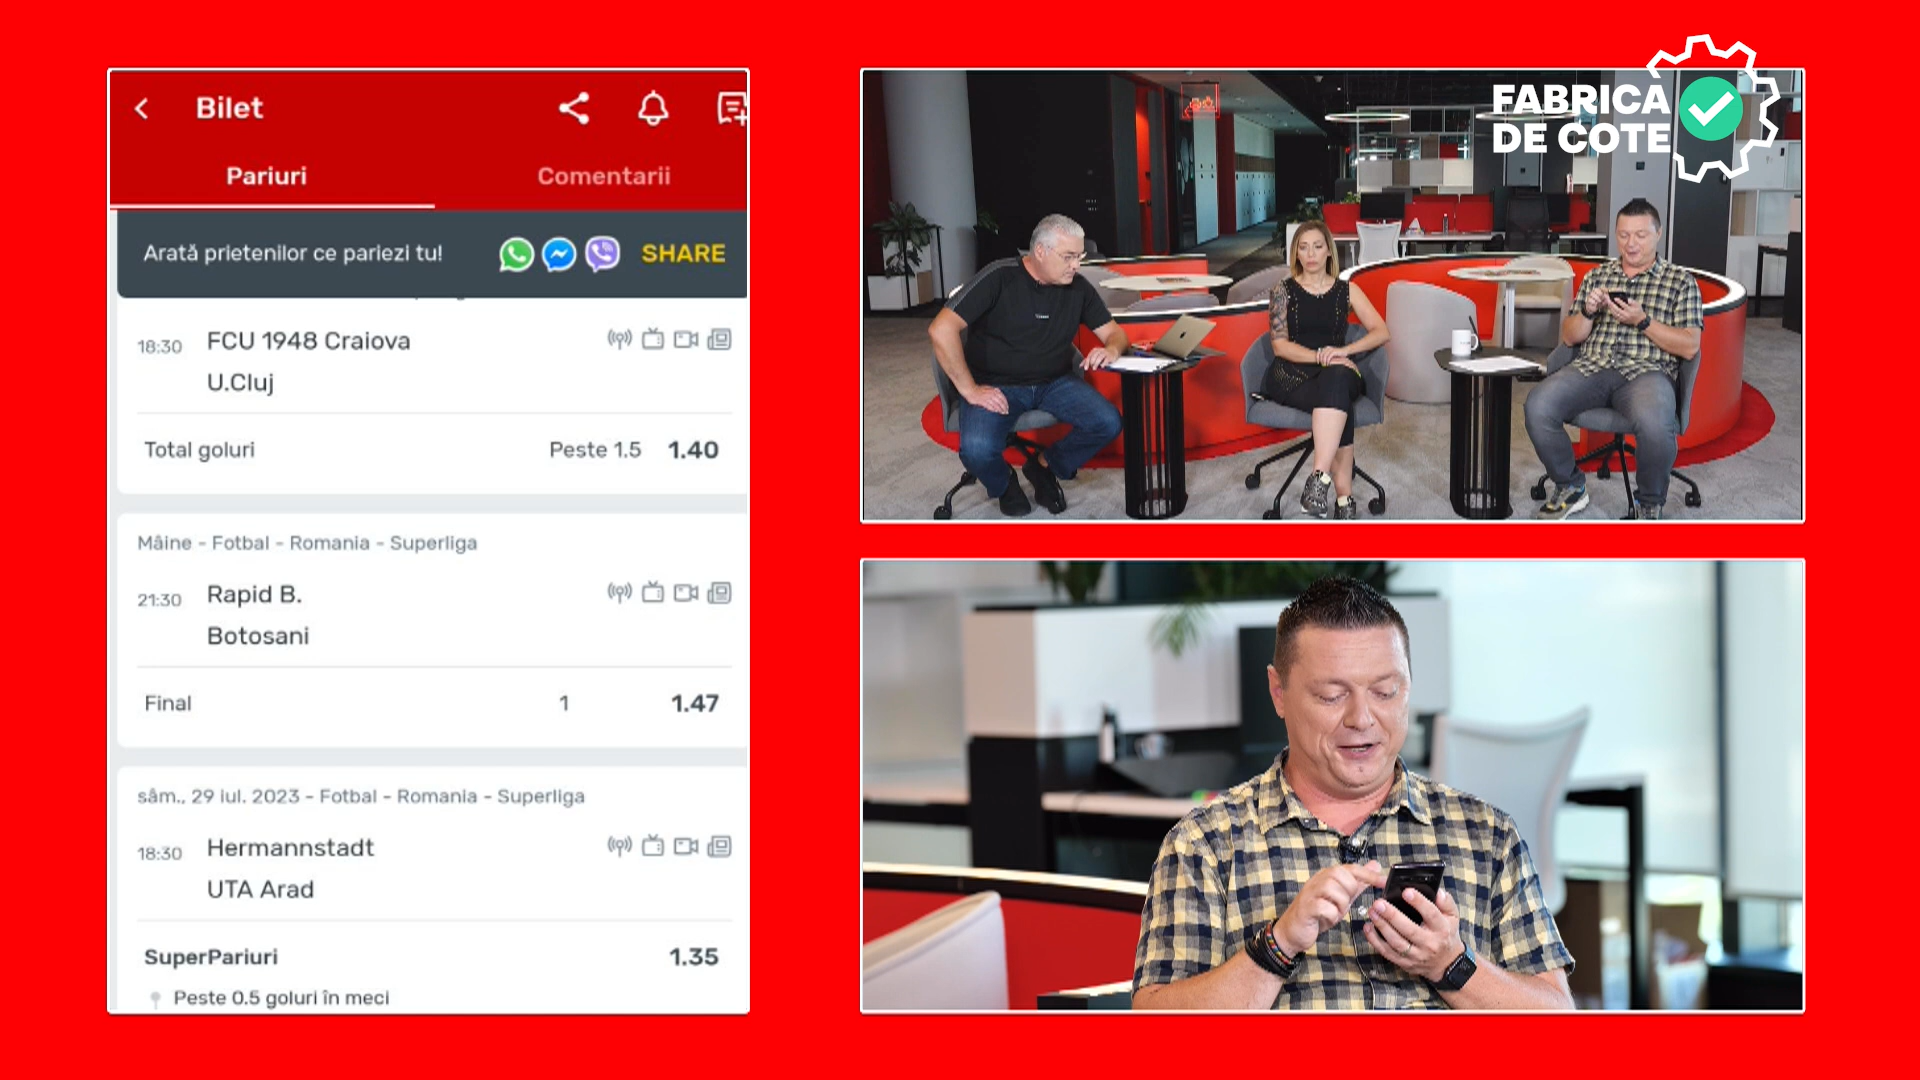 Bilet
Pariuri
Comentarii
Arată prietenilor ce pariezi tu!
SHARE
18:30
FCU 1948 Craiova
U.Cluj
Total goluri
Peste 1.5
1.40
Mâine - Fotbal - Romania - Superliga
21:30
Rapid B.
Botosani
Final
1
1.47
sâm., 29 iul. 2023 - Fotbal - Romania - Superliga
18:30
Hermannstadt
UTA Arad
SuperPariuri
1.35
Peste 0.5 goluri în meci
FABRICA
DE COTE